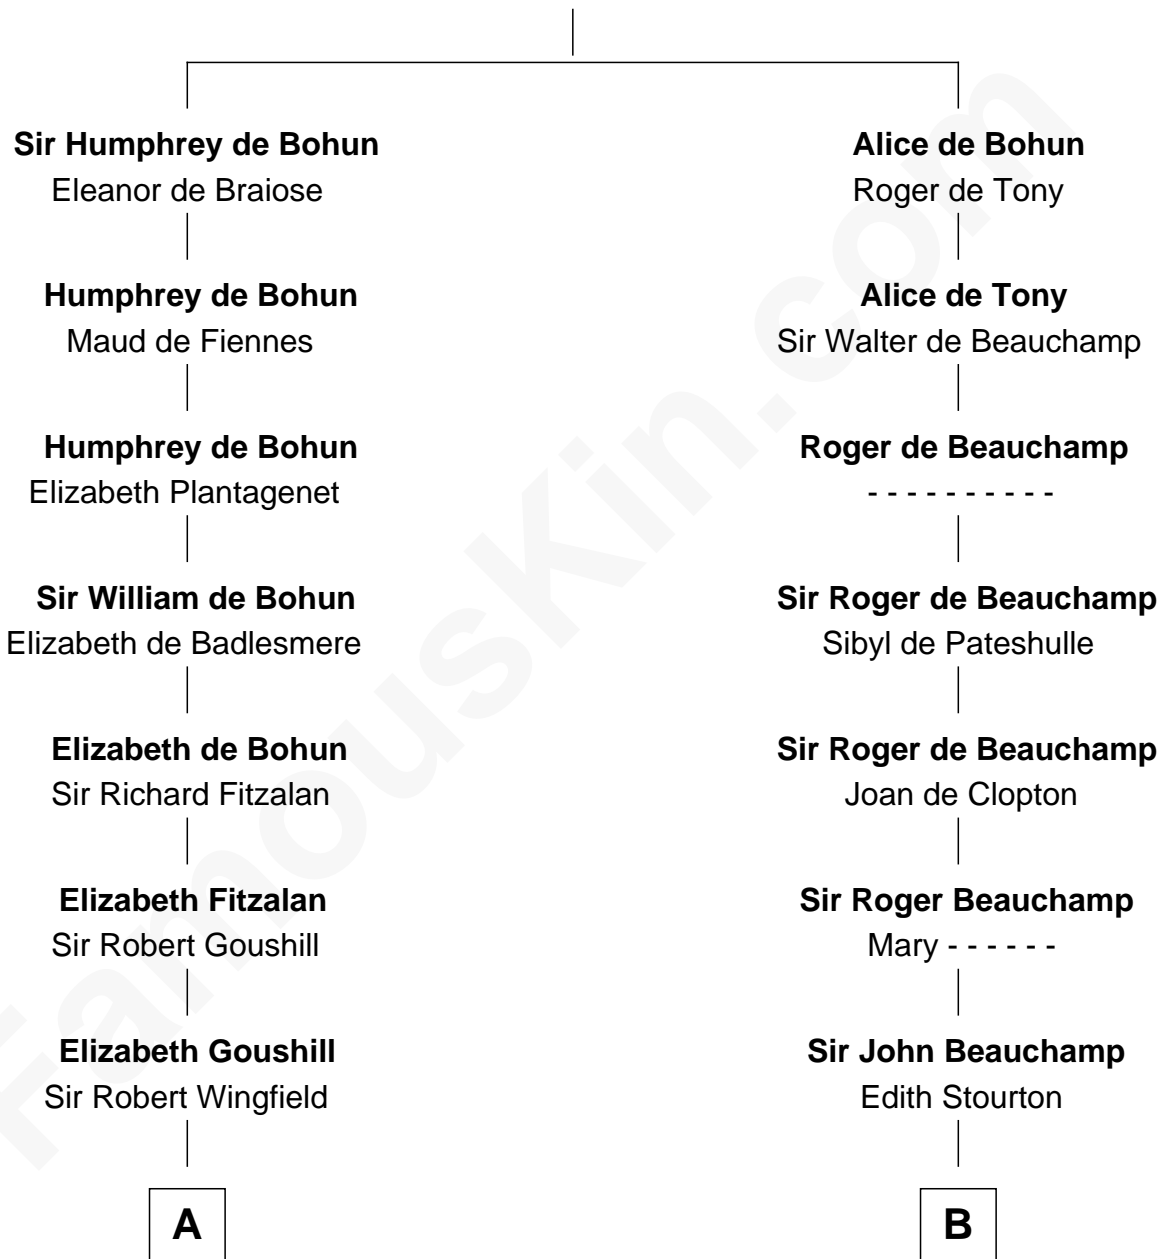 Sir Humphrey de Bohun
Eleanor de Braiose
Humphrey de Bohun
Maud de Fiennes
Humphrey de Bohun
Elizabeth Plantagenet
Sir William de Bohun
Elizabeth de Badlesmere
Elizabeth de Bohun
Sir Richard Fitzalan
Elizabeth Fitzalan
Sir Robert Goushill
Elizabeth Goushill
Sir Robert Wingfield
A
Alice de Bohun
Roger de Tony
Alice de Tony
Sir Walter de Beauchamp
Roger de Beauchamp
- - - - - - - - - -
Sir Roger de Beauchamp
Sibyl de Pateshulle
Sir Roger de Beauchamp
Joan de Clopton
Sir Roger Beauchamp
Mary - - - - - -
Sir John Beauchamp
Edith Stourton
B
FamousKin.com